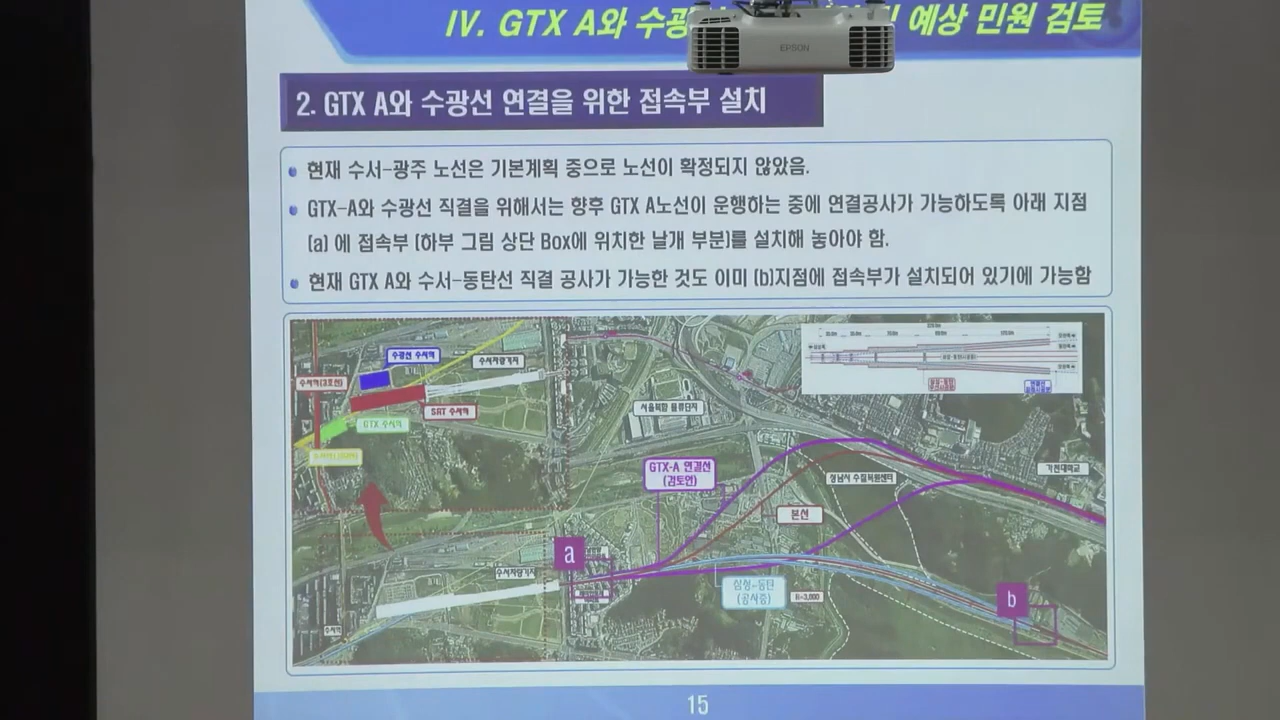 Ⅳ. GTX A와 수광 예상 민원 검토
EPSON
2. GTX A와 수광선 연결을 위한 접속부 설치
• 현재 수서-광주 노선은 기본계획 중으로 노선이 확정되지 않았음.
• GTX-A와 수광선 직결을 위해서는 향후 GTX A노선이 운행하는 중에 연결공사가 가능하도록 아래 지점
(a) 에 접속부 (하부 그림 상단 Box에 위치한 날개 부분)를 설치해 놓아야 함.
• 현재 GTX A와 수서-동탄선 직결 공사가 가능한 것도 이미 (b)지점에 접속부가 설치되어 있기에 가능함
수광선 수서역
수서차량기지
수서역(3호선)
SRT 수서역
GTX 수서역
서울복합 물류단지
GTX-A 연결선
(검토안)
성남시 수질복원센터
가천대학교
본선
a
수서차량기지
삼성-동탄
(공사중)
R=3,000
b
수서역
15